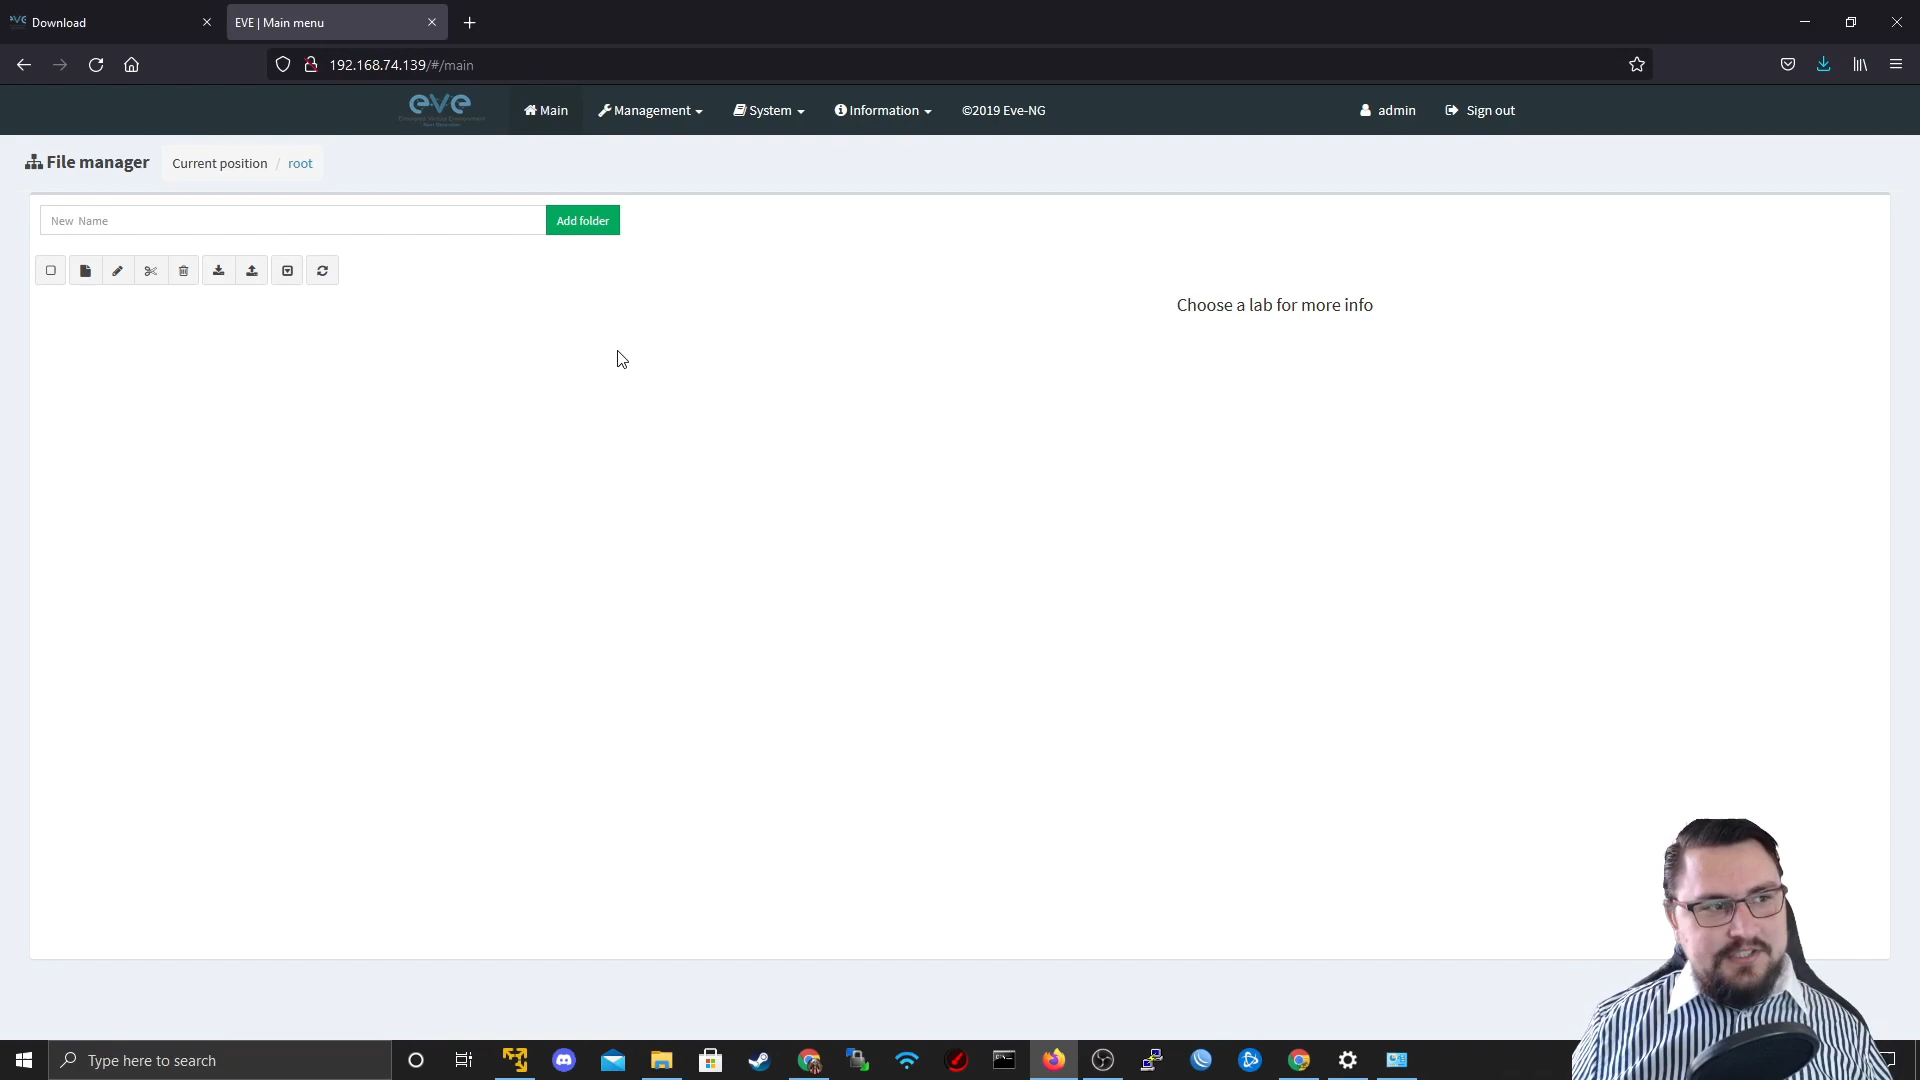 Download
EVE | Main menu
192.168.74.139/#/main
eve
Main
Management
System
Information
©2019 Eve-NG
admin
Sign out
File manager
Current position / root
New Name
Add folder
Choose a lab for more info
Type here to search